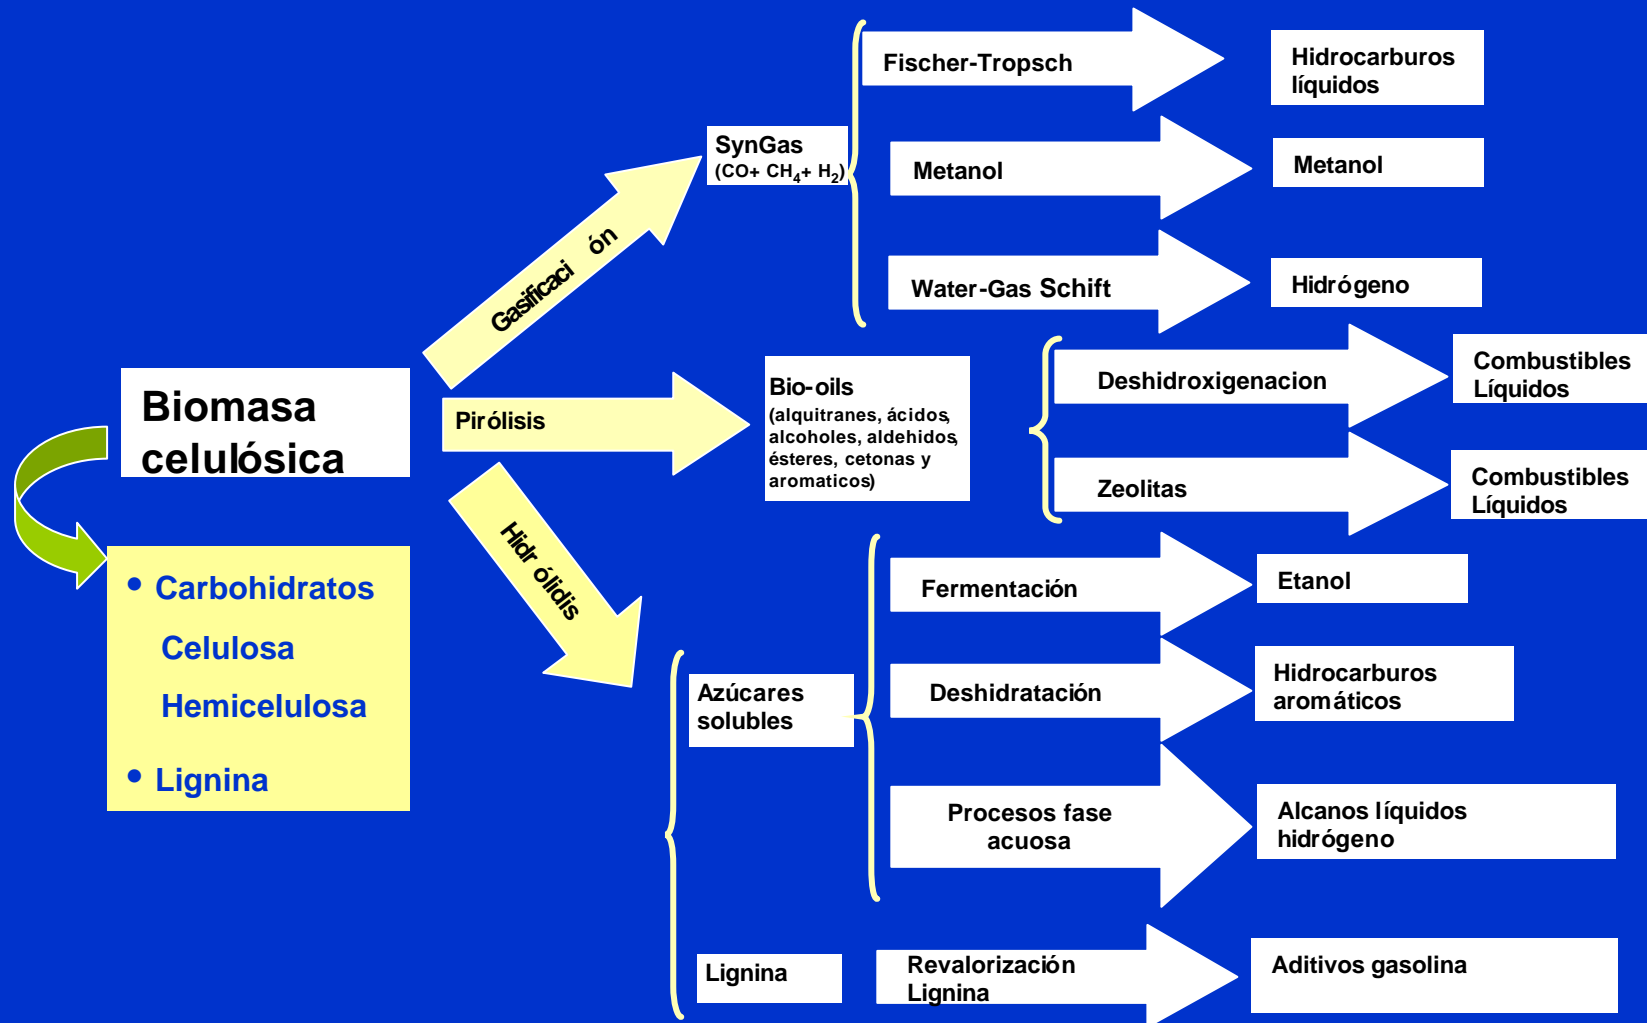 Biomasa
celulósica
• Carbohidratos
Celulosa
Hemicelulosa
• Lignina
Gasificaci ón
SynGas
(CO+ CH₄+ H₂)
Fischer-Tropsch
Hidrocarburos
líquidos
Metanol
Metanol
Water-Gas Schift
Hidrógeno
Pirólisis
Bio-oils
(alquitranes, ácidos,
alcoholes, aldehidos,
ésteres, cetonas y
aromaticos)
Deshidroxigenacion
Combustibles
Líquidos
Zeolitas
Combustibles
Líquidos
Hidr ólidis
Azúcares
solubles
Fermentación
Etanol
Deshidratación
Hidrocarburos
aromáticos
Procesos fase
acuosa
Alcanos líquidos
hidrógeno
Lignina
Revalorización
Lignina
Aditivos gasolina